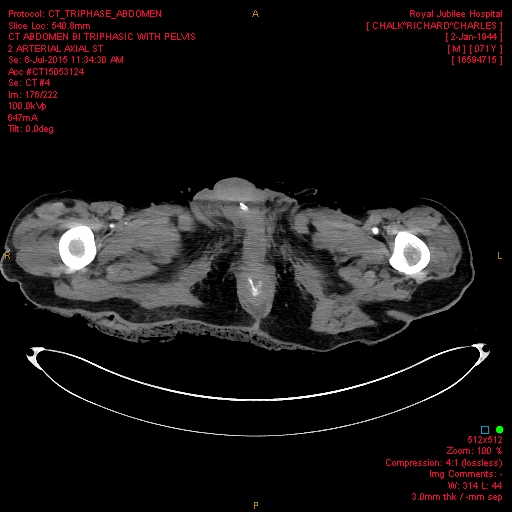 Protocol: CT_TRIPHASE_ABDOMEN
Slice Loc: 540.8mm
CT ABDOMEN BI TRIPHASIC WITH PELVIS
2 ARTERIAL AXIAL ST
Se: 6-Jul-2015 11:34:30 AM
Acc #CT15053124
Se: CT #4
Im: 176/222
100.0kVp
647mA
Tilt: 0.0deg
A
Royal Jubilee Hospital
[ CHALK^RICHARD^CHARLES ]
[ 2-Jan-1944 ]
[ M ] [ 071Y ]
[ 16594715 ]
R
L
512x512
Zoom: 100 %
Compression: 4:1 (lossless)
Img Comments: -
W: 314 L: 44
3.0mm thk / -mm sep
P